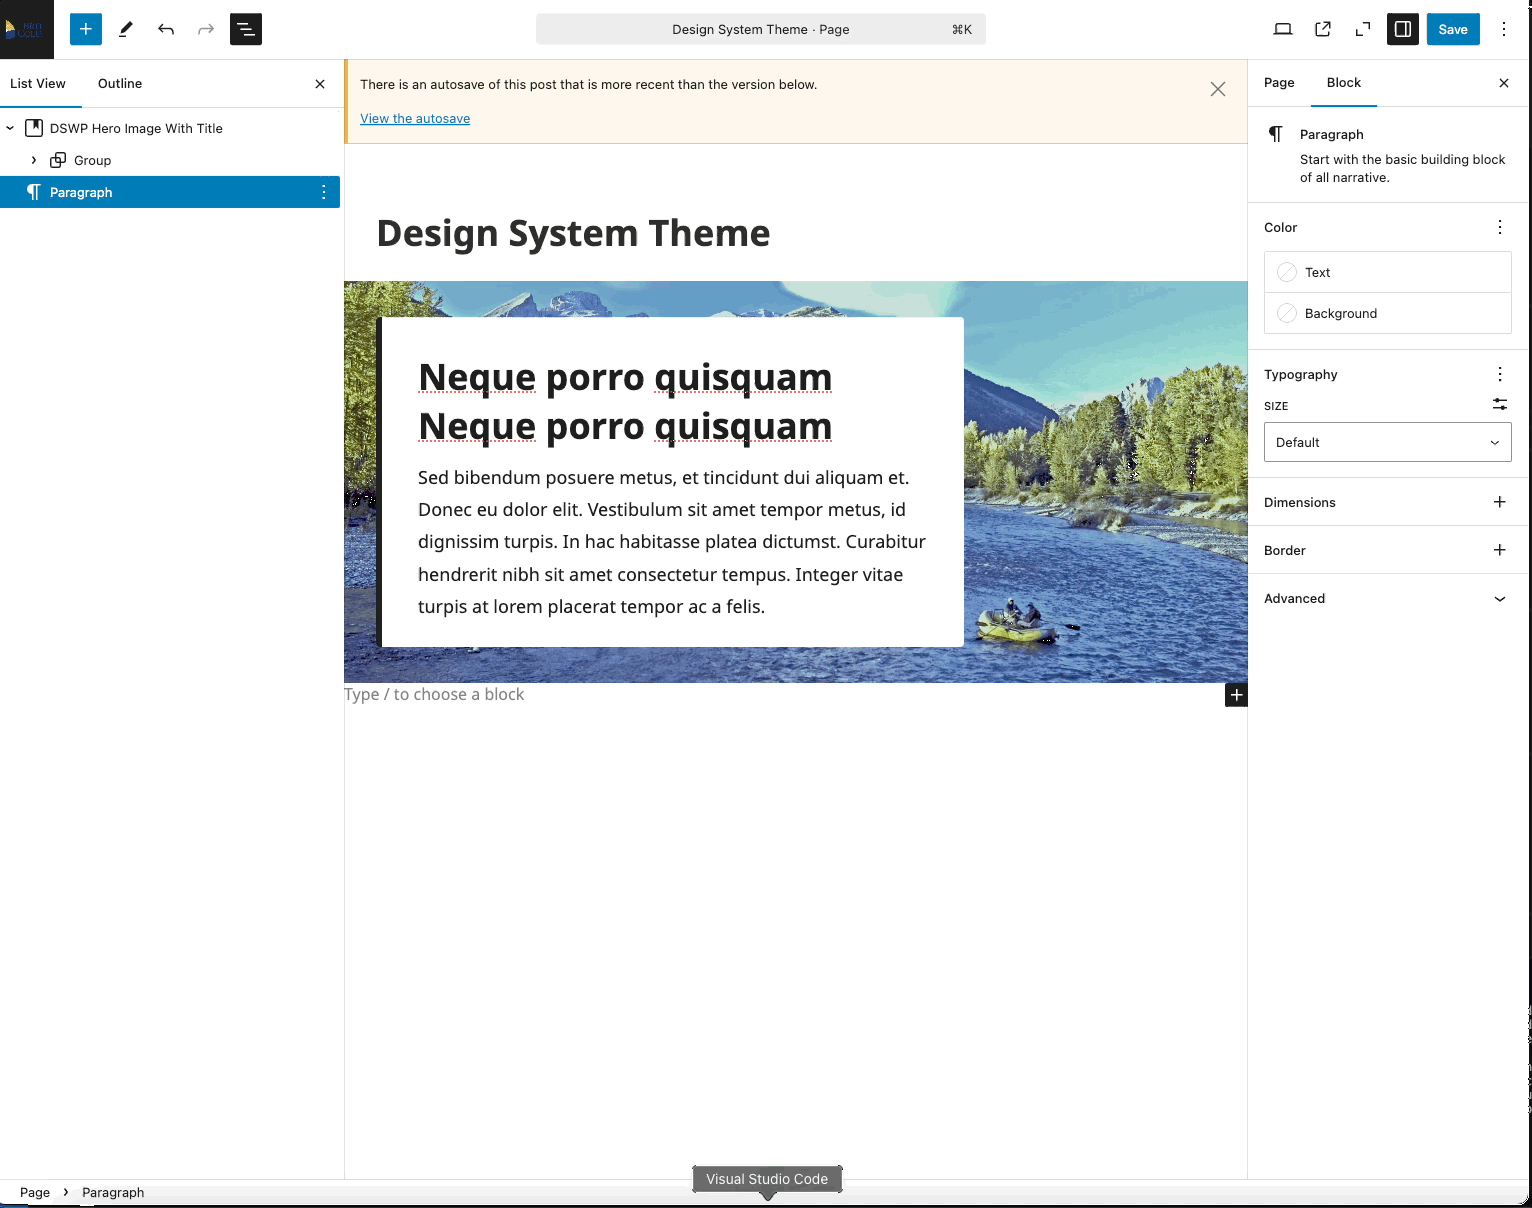 Design System Theme · Page
⌘K
Save
List View
Outline
DSWP Hero Image With Title
Group
Paragraph
There is an autosave of this post that is more recent than the version below.
View the autosave
Design System Theme
Neque porro quisquam
Neque porro quisquam
Sed bibendum posuere metus, et tincidunt dui aliquam et.
Donec eu dolor elit. Vestibulum sit amet tempor metus, id
dignissim turpis. In hac habitasse platea dictumst. Curabitur
hendrerit nibh sit amet consectetur tempus. Integer vitae
turpis at lorem placerat tempor ac a felis.
Type / to choose a block
Page
Block
Paragraph
Start with the basic building block
of all narrative.
Color
Text
Background
Typography
SIZE
Default
Dimensions
Border
Advanced
Visual Studio Code
Page
Paragraph